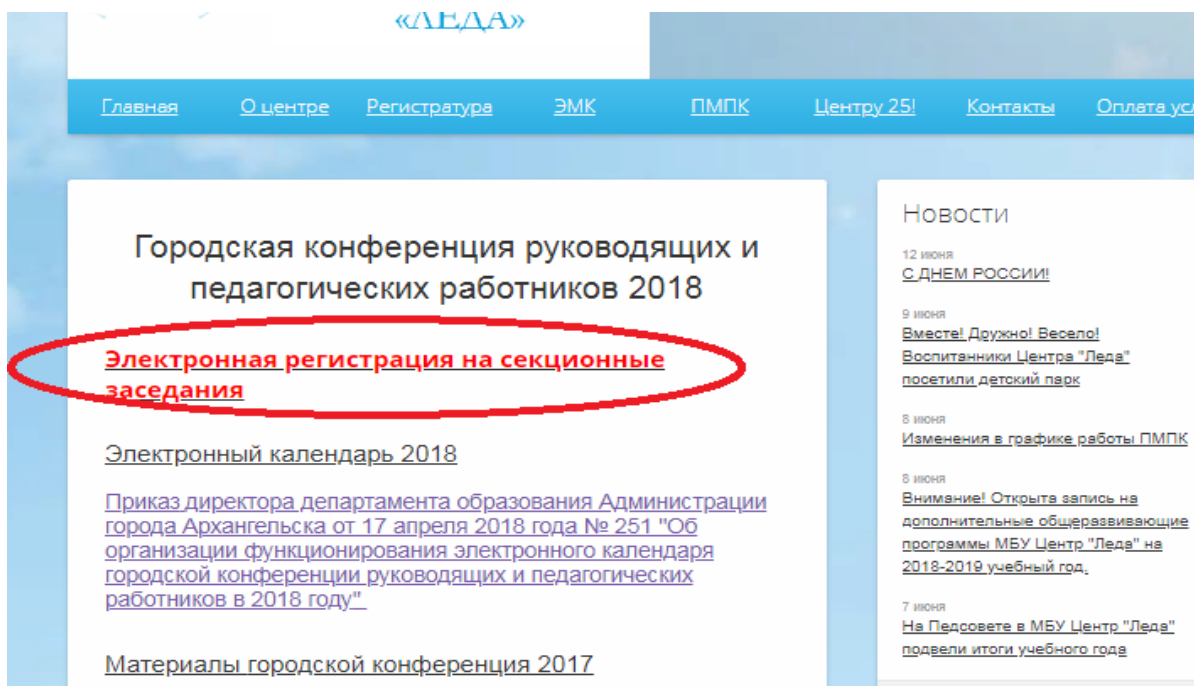 «ЛЕДА»
Главная О центре Регистратура ЭМК ПМПК Центру 25! Контакты Оплата усл
Городская конференция руководящих и
педагогических работников 2018
Электронная регистрация на секционные
заседания
Электронный календарь 2018
Приказ директора департамента образования Администрации
города Архангельска от 17 апреля 2018 года № 251 "Об
организации функционирования электронного календаря
городской конференции руководящих и педагогических
работников в 2018 году"
Материалы городской конференция 2017
Новости
12 июня
С ДНЕМ РОССИИ!
9 июня
Вместе! Дружно! Весело!
Воспитанники Центра "Леда"
посетили детский парк
8 июня
Изменения в графике работы ПМПК
8 июня
Внимание! Открыта запись на
дополнительные общеразвивающие
программы МБУ Центр "Леда" на
2018-2019 учебный год.
7 июня
На Педсовете в МБУ Центр "Леда"
подвели итоги учебного года